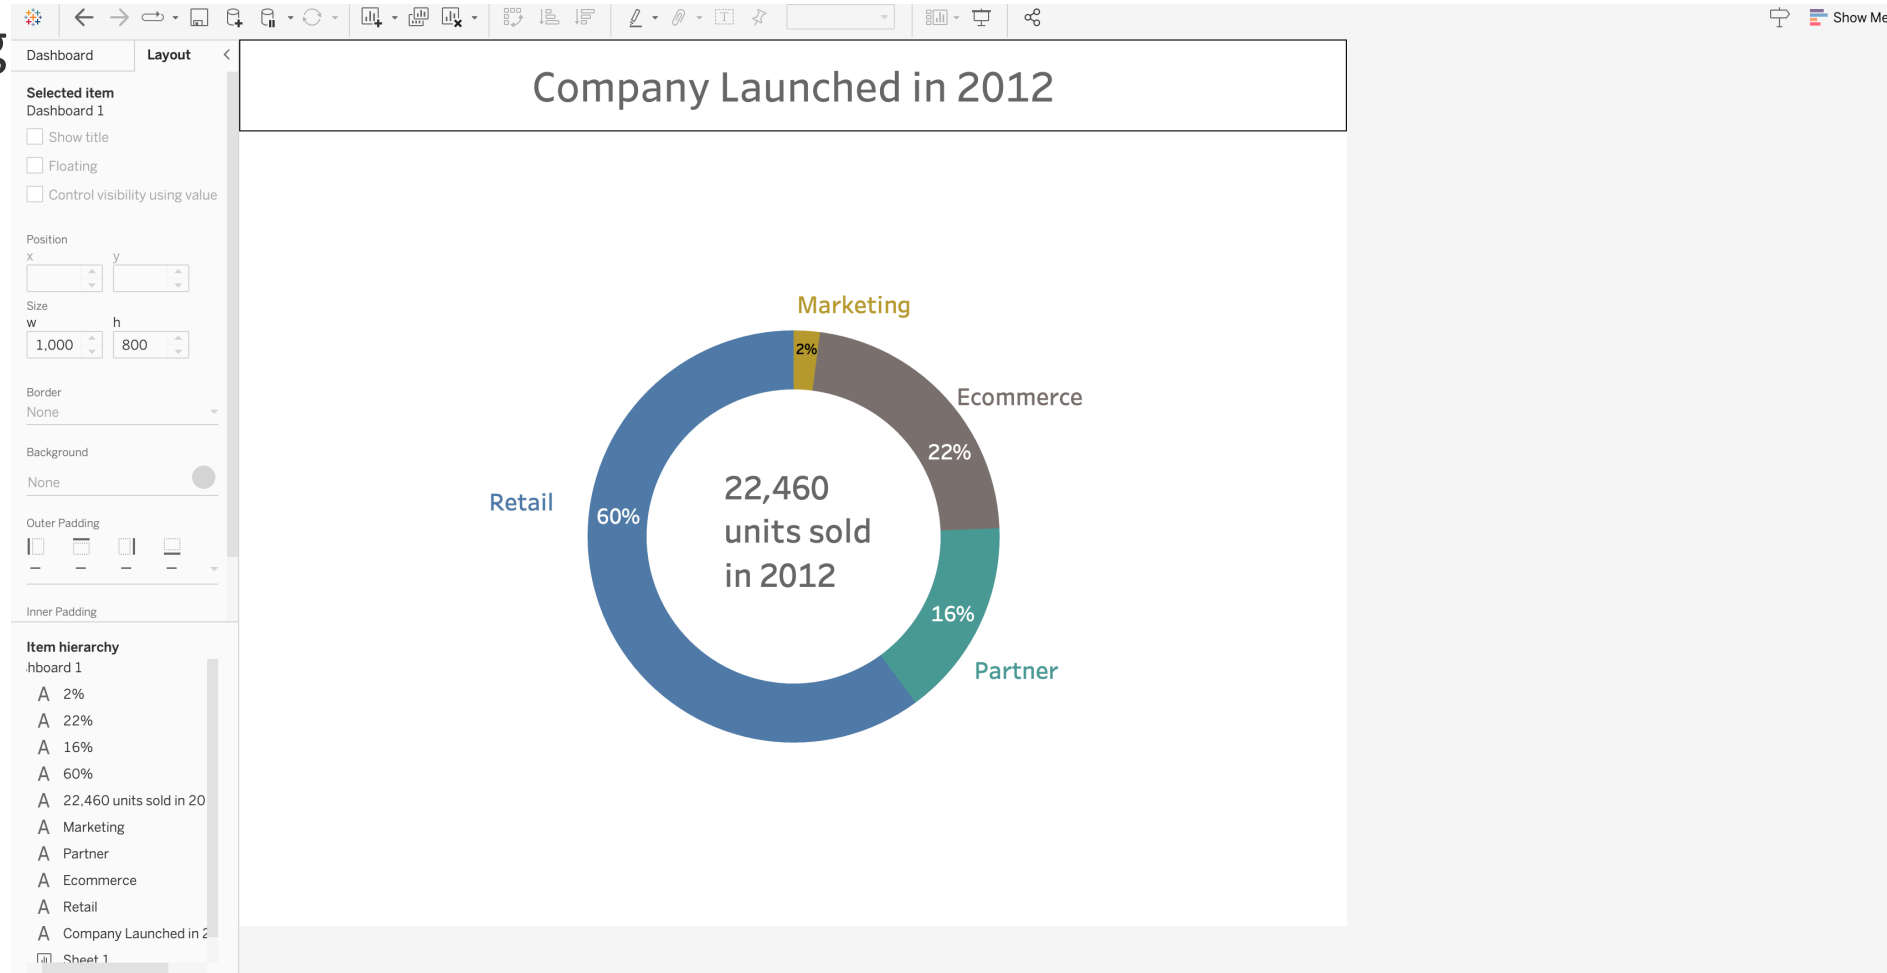 Show Me
Dashboard
Layout
Selected item
Dashboard 1
Show title
Floating
Control visibility using value
Position
x y
Size
w h
1,000 800
Border
None
Background
None
Outer Padding
Inner Padding
Item hierarchy
hboard 1
A 2%
A 22%
A 16%
A 60%
A 22,460 units sold in 20
A Marketing
A Partner
A Ecommerce
A Retail
A Company Launched in 2
Sheet 1
Company Launched in 2012
Marketing
2%
Ecommerce
22%
Retail
60%
22,460
units sold
in 2012
16%
Partner